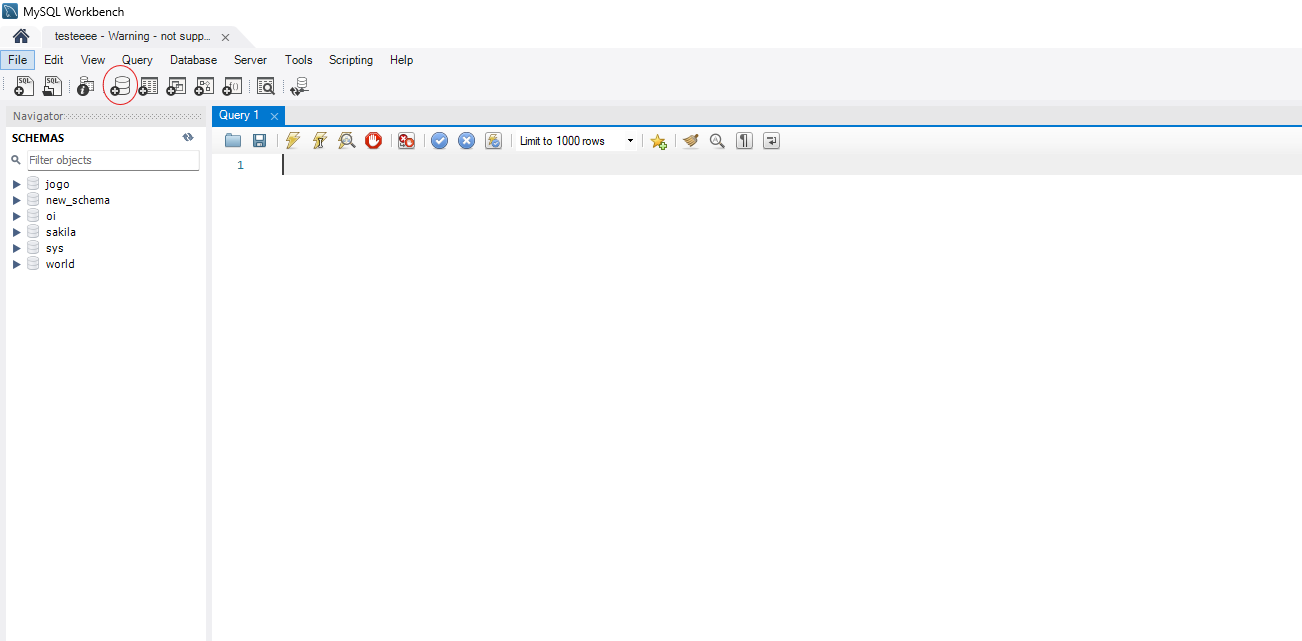 MySQL Workbench
testeeee - Warning - not supp...
File Edit View Query Database Server Tools Scripting Help
SQL SQL
Navigator
SCHEMAS
Filter objects
jogo
new_schema
oi
sakila
sys
world
Query 1
Limit to 1000 rows
1